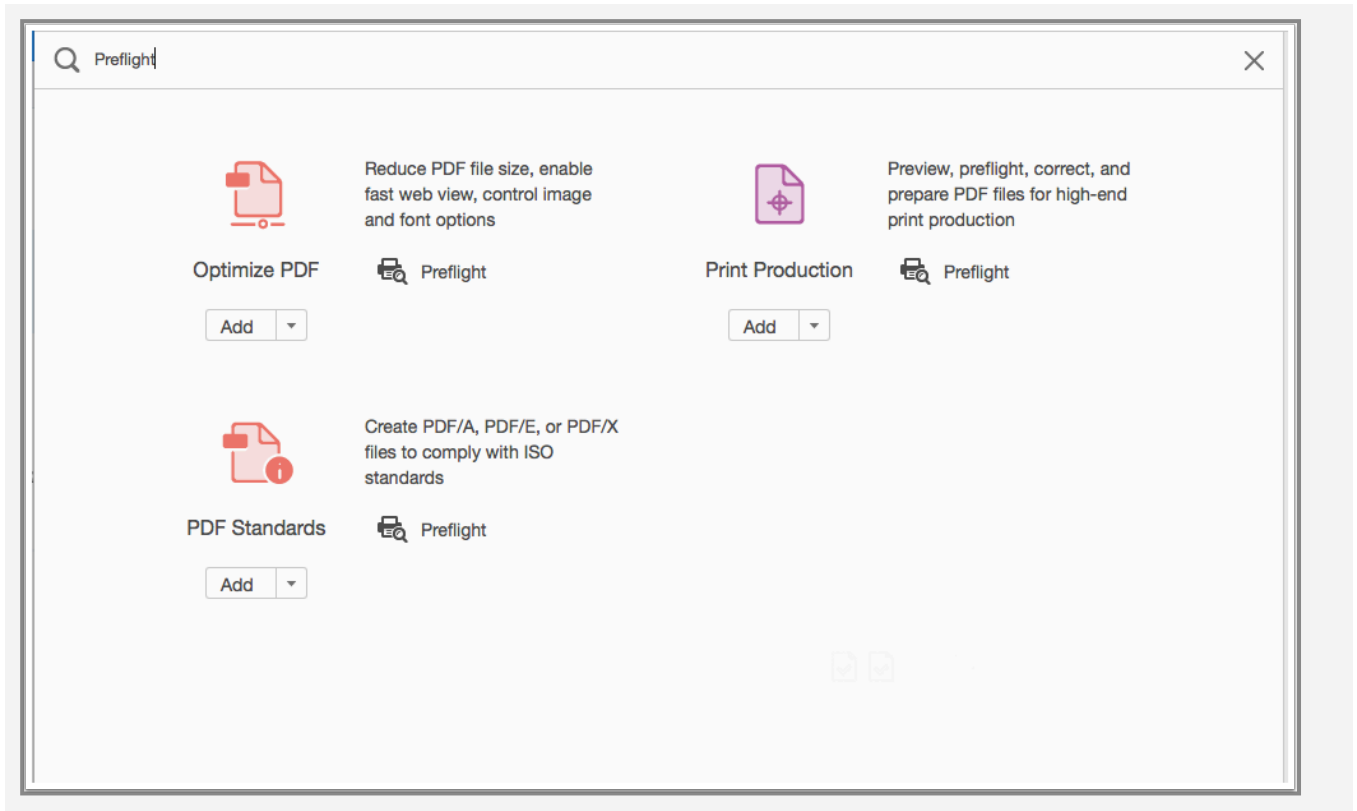 Preflight
Reduce PDF file size, enable
fast web view, control image
and font options
Optimize PDF
Preflight
Add
Preview, preflight, correct, and
prepare PDF files for high-end
print production
Print Production
Preflight
Add
Create PDF/A, PDF/E, or PDF/X
files to comply with ISO
standards
PDF Standards
Preflight
Add